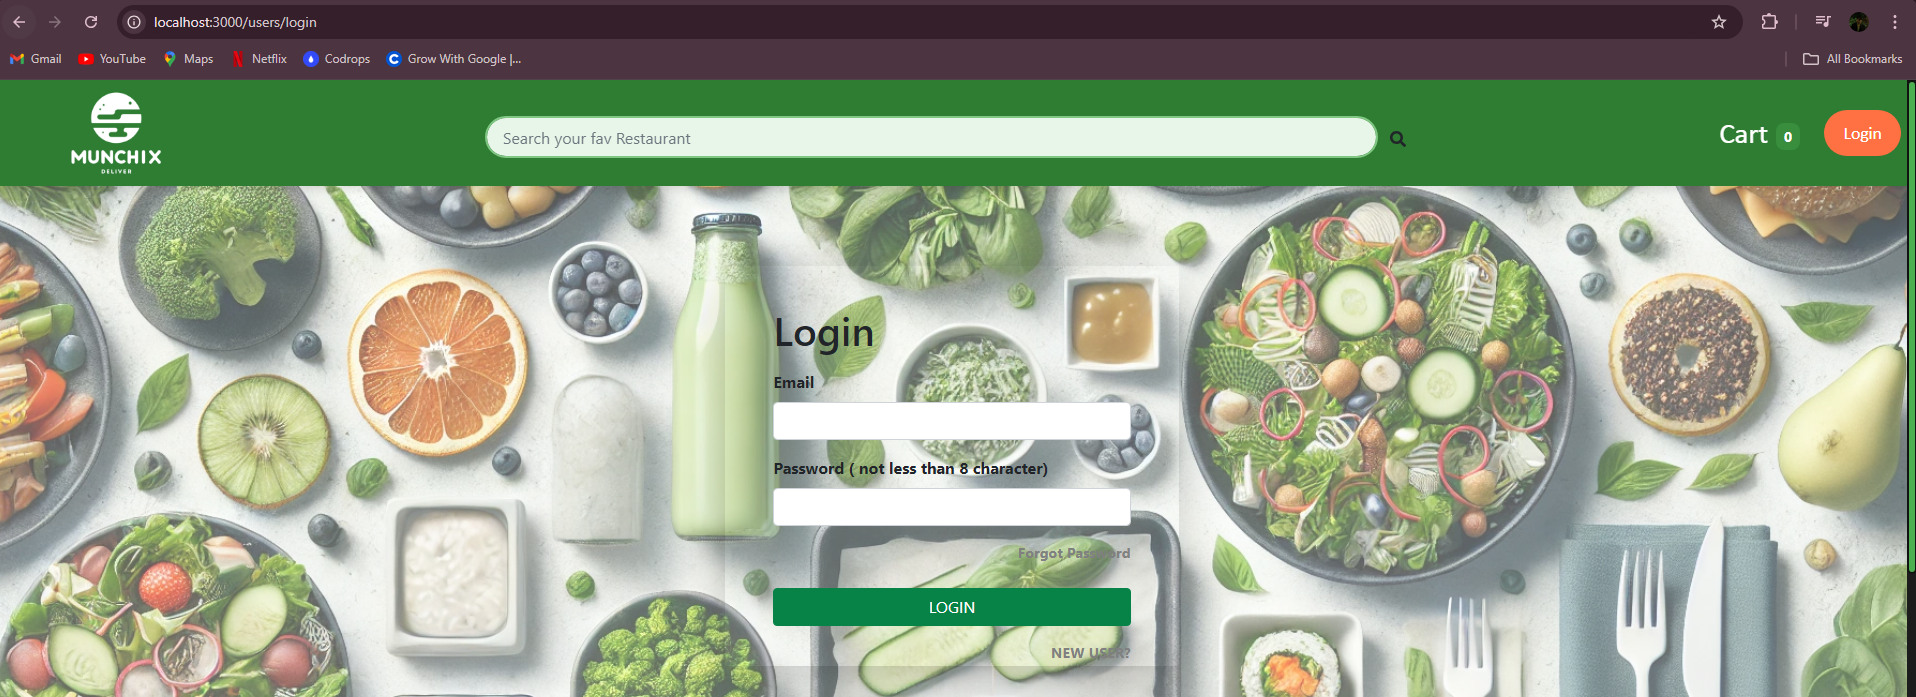 localhost:3000/users/login
Gmail YouTube Maps Netflix Codrops Grow With Google |... All Bookmarks
MUNCHIX
DELIVER
Search your fav Restaurant
Cart 0
Login
Login
Email
Password ( not less than 8 character)
Forgot Password
LOGIN
NEW USER?